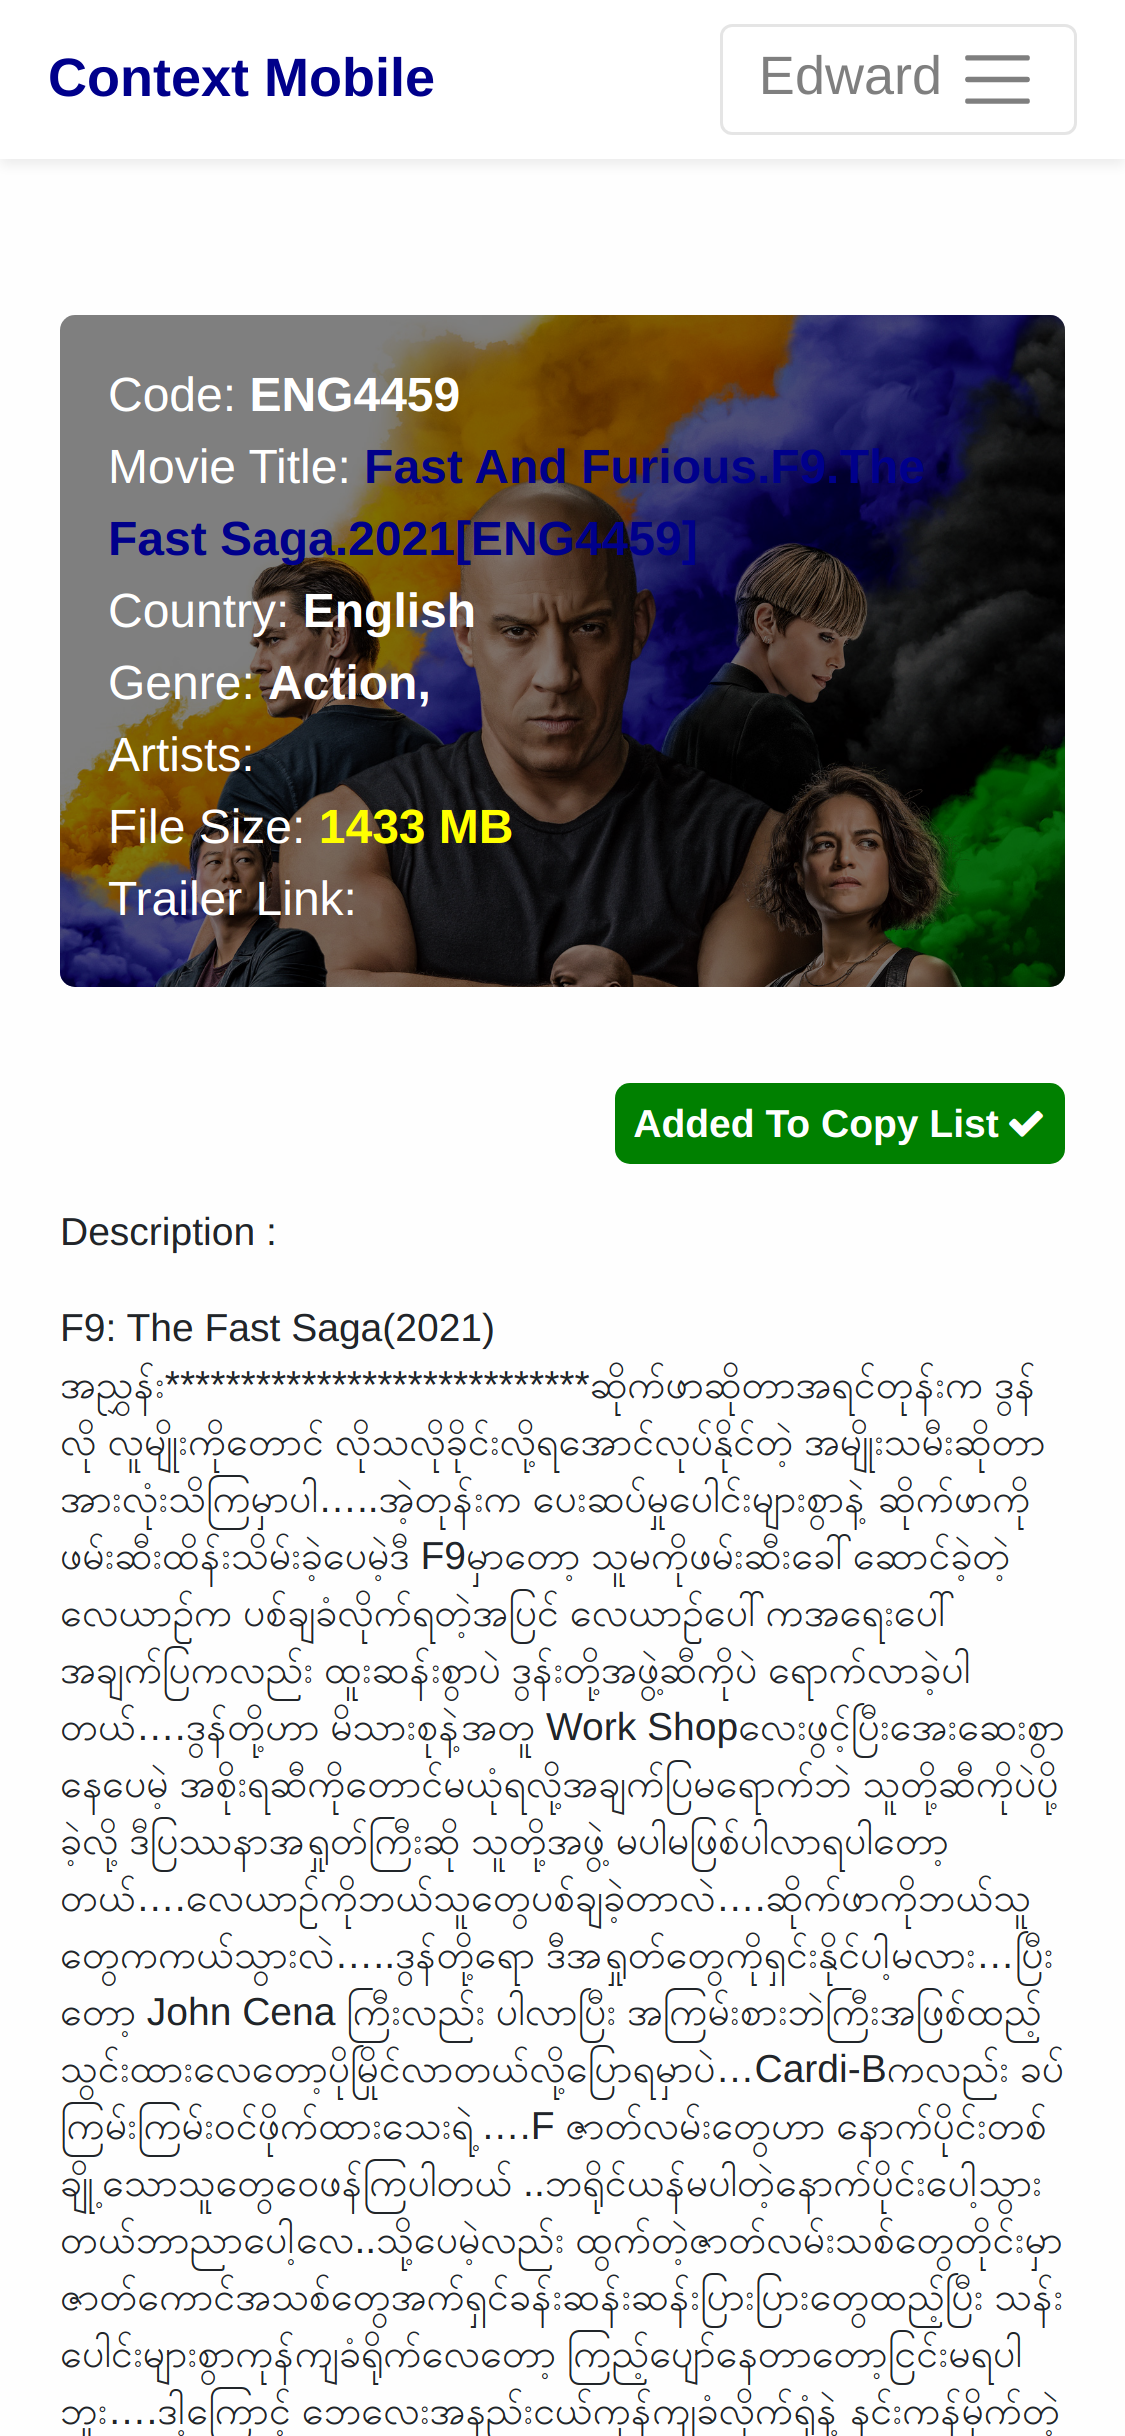 Context Mobile
Edward
Code: ENG4459
Movie Title: Fast And Furious.F9.The
Fast Saga.2021[ENG4459]
Country: English
Genre: Action,
Artists:
File Size: 1433 MB
Trailer Link:
Added To Copy List
Description :
F9: The Fast Saga(2021)
အညွှန်း****************************ဆိုက်ဖာဆိုတာအရင်တုန်းက ဒွန်
လို လူမျိုးကိုတောင် လိုသလိုခိုင်းလို့ရအောင်လုပ်နိုင်တဲ့ အမျိုးသမီးဆိုတာ
အားလုံးသိကြမှာပါ…..အဲ့တုန်းက ပေးဆပ်မှုပေါင်းများစွာနဲ့ ဆိုက်ဖာကို
ဖမ်းဆီးထိန်းသိမ်းခဲ့ပေမဲ့ဒီ F9မှာတော့ သူမကိုဖမ်းဆီးခေါ်ဆောင်ခဲ့တဲ့
လေယာဉ်က ပစ်ချခံလိုက်ရတဲ့အပြင် လေယာဉ်ပေါ်ကအရေးပေါ်
အချက်ပြကလည်း ထူးဆန်းစွာပဲ ဒွန်းတို့အဖွဲ့ဆီကိုပဲ ရောက်လာခဲ့ပါ
တယ်….ဒွန်တို့ဟာ မိသားစုနဲ့အတူ Work Shopလေးဖွင့်ပြီးအေးဆေးစွာ
နေပေမဲ့ အစိုးရဆီကိုတောင်မယုံရလို့အချက်ပြမရောက်ဘဲ သူတို့ဆီကိုပဲပို့
ခဲ့လို့ ဒီပြဿနာအရှုတ်ကြီးဆို သူတို့အဖွဲ့ မပါမဖြစ်ပါလာရပါတော့
တယ်….လေယာဉ်ကိုဘယ်သူတွေပစ်ချခဲ့တာလဲ….ဆိုက်ဖာကိုဘယ်သူ
တွေကကယ်သွားလဲ…..ဒွန်တို့ရော ဒီအရှုတ်တွေကိုရှင်းနိုင်ပါ့မလား…ပြီး
တော့ John Cena ကြီးလည်း ပါလာပြီး အကြမ်းစားဘဲကြီးအဖြစ်ထည့်
သွင်းထားလေတော့ပိုမြိုင်လာတယ်လို့ပြောရမှာပဲ…Cardi-Bကလည်း ခပ်
ကြမ်းကြမ်းဝင်ဖိုက်ထားသေးရဲ့….F ဇာတ်လမ်းတွေဟာ နောက်ပိုင်းတစ်
ချို့သောသူတွေဝေဖန်ကြပါတယ် ..ဘရိုင်ယန်မပါတဲ့နောက်ပိုင်းပေါ့သွား
တယ်ဘာညာပေါ့လေ..သို့ပေမဲ့လည်း ထွက်တဲ့ဇာတ်လမ်းသစ်တွေတိုင်းမှာ
ဇာတ်ကောင်အသစ်တွေအက်ရှင်ခန်းဆန်းဆန်းပြားပြားတွေထည့်ပြီး သန်း
ပေါင်းများစွာကုန်ကျခံရိုက်လေတော့ ကြည့်ပျော်နေတာတော့ငြင်းမရပါ
ဘူး….ဒါ့ကြောင့် ဘေလေးအနည်းငယ်ကုန်ကျခံလိုက်ရုံနဲ့ နင်းကန်မိုက်တဲ့